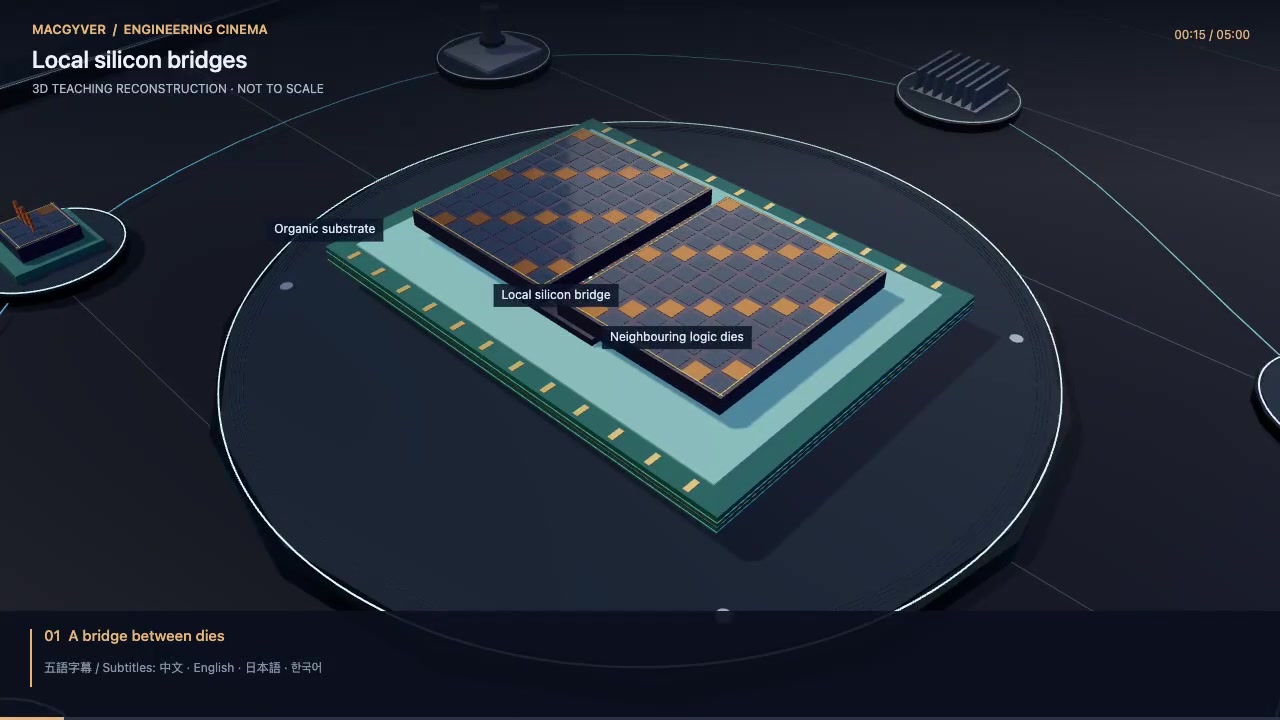 MACGYVER / ENGINEERING CINEMA
00:15 / 05:00
Local silicon bridges
3D TEACHING RECONSTRUCTION · NOT TO SCALE
Organic substrate
Local silicon bridge
Neighbouring logic dies
01 A bridge between dies
五語字幕 / Subtitles: 中文 · English · 日本語 · 한국어